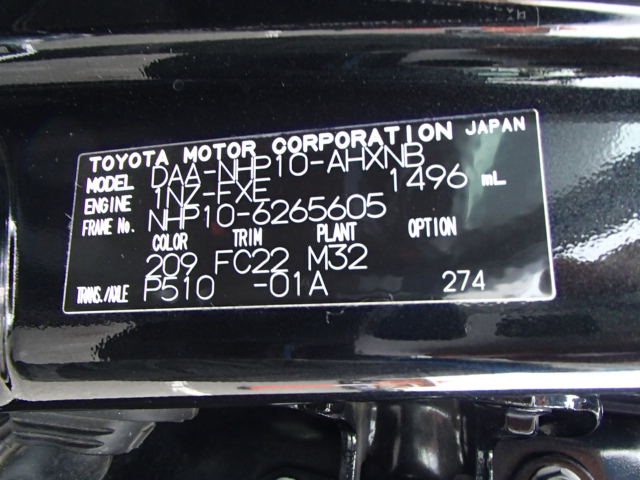 TOYOTA MOTOR CORPORATION JAPAN
MODEL DAA-NHP10-AHXNB
ENGINE 1NZ-FXE 1496 mL
FRAME No. NHP10-6265605
COLOR TRIM PLANT OPTION
209 FC22 M32
TRANS./AXLE P510 -01A 274